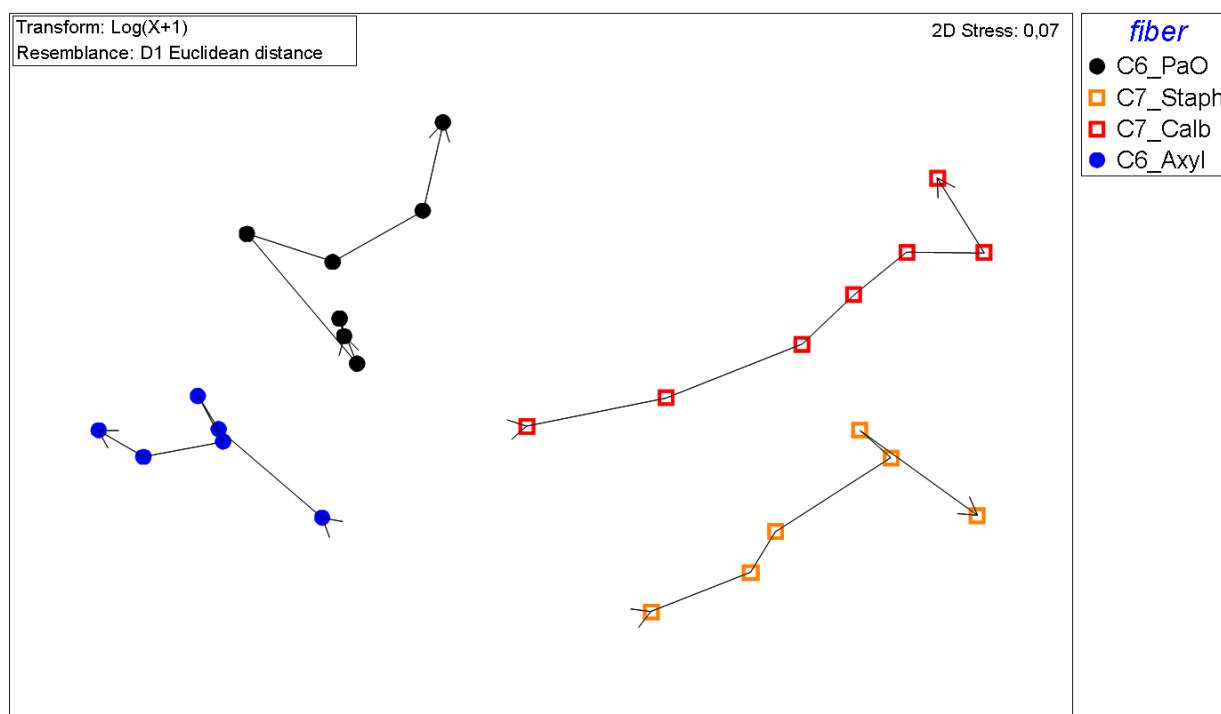 Transform: Log(X+1)
Resemblance: D1 Euclidean distance
2D Stress: 0,07
fiber
C6_PaO
C7_Staph
C7_Calb
C6_Axyl